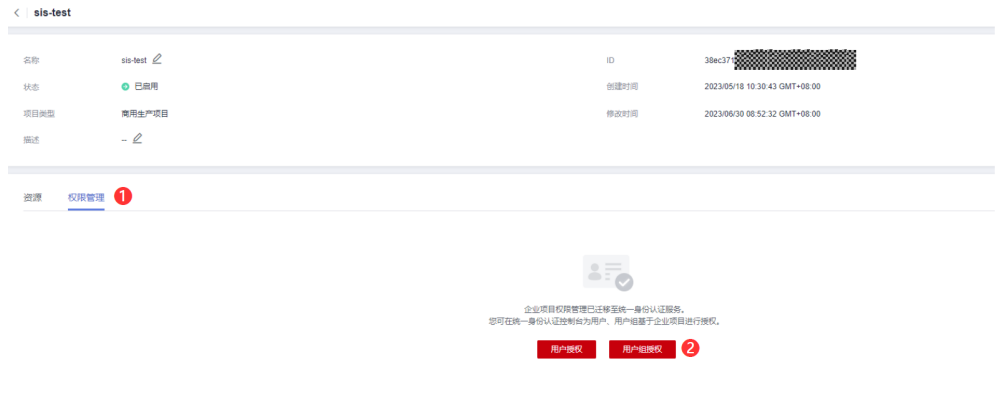 sis-test
名称 sis-test ID 38ec371
状态 已启用 创建时间 2023/05/18 10:30:43 GMT+08:00
项目类型 商用生产项目 修改时间 2023/06/30 08:52:32 GMT+08:00
描述 --
资源 权限管理 1
企业项目权限管理已迁移至统一身份认证服务。
您可在统一身份认证控制台为用户、用户组基于企业项目进行授权。
用户授权 用户组授权 2